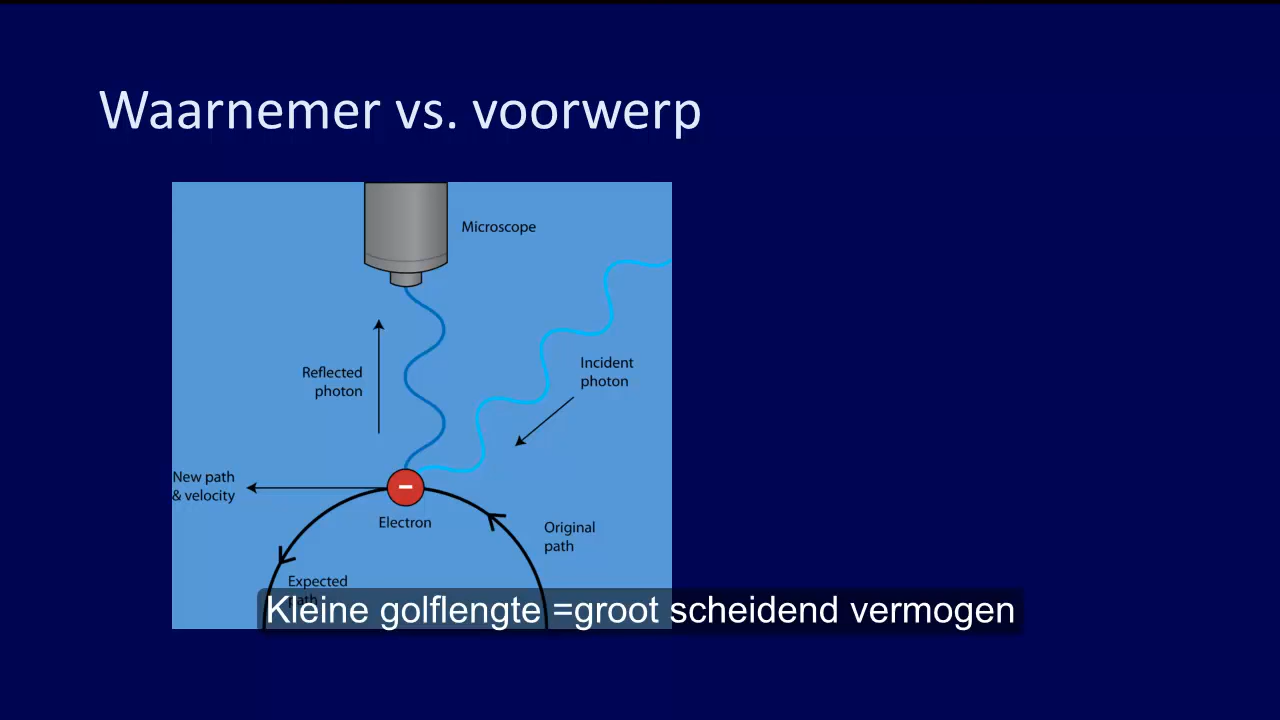 Waarnemer vs. voorwerp
Microscope
Reflected
photon
Incident
photon
New path
& velocity
Electron
Original
path
Expected
path
Kleine golflengte =groot scheidend vermogen